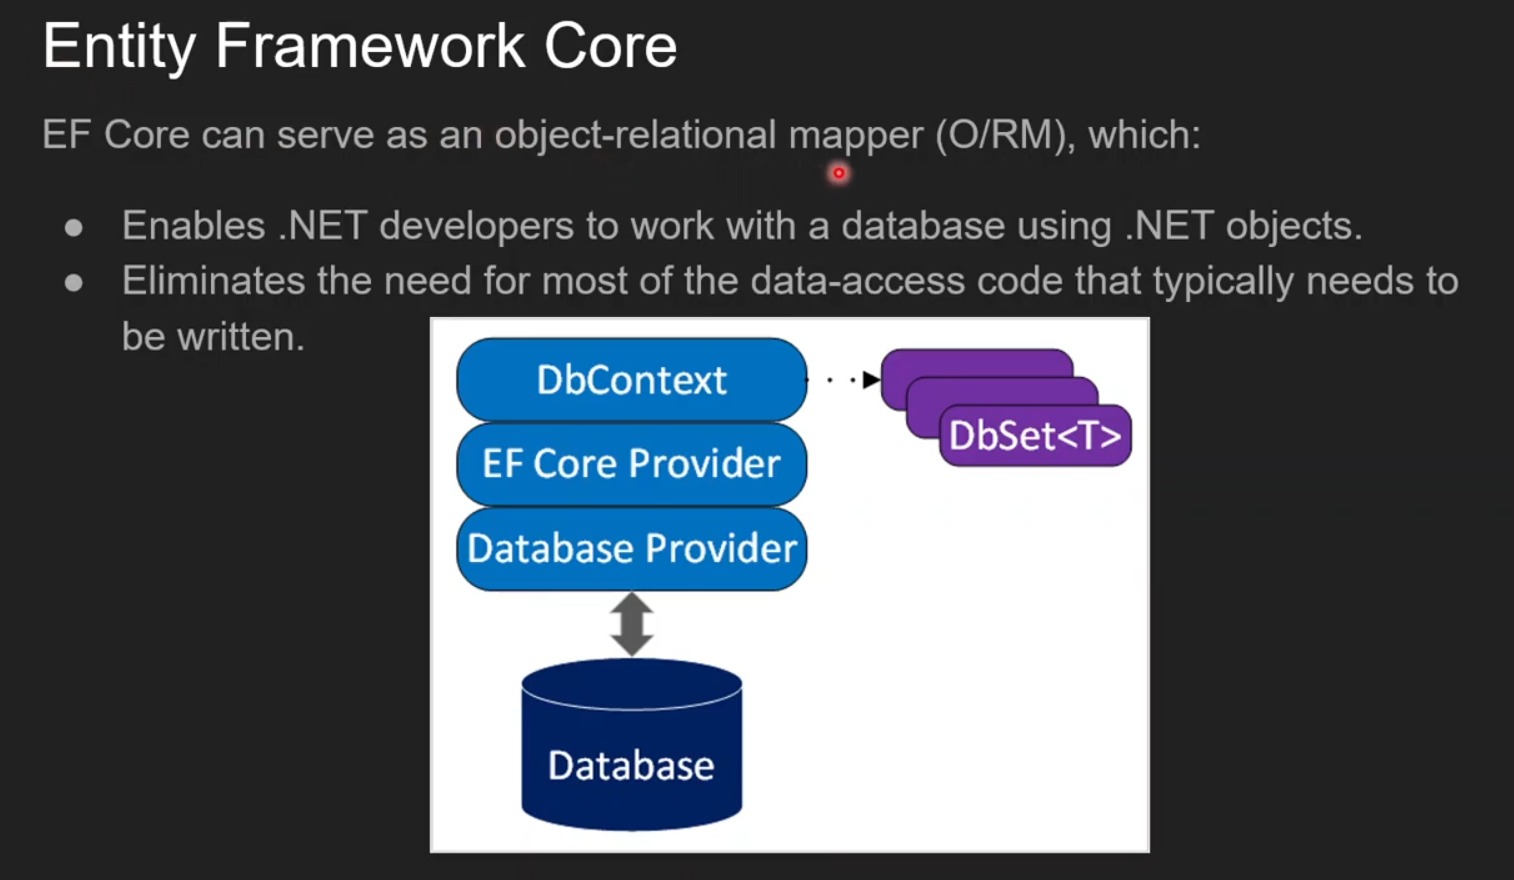 Entity Framework Core
EF Core can serve as an object-relational mapper (O/RM), which:
● Enables .NET developers to work with a database using .NET objects.
● Eliminates the need for most of the data-access code that typically needs to
be written.
DbContext
DbSet<T>
EF Core Provider
Database Provider
Database